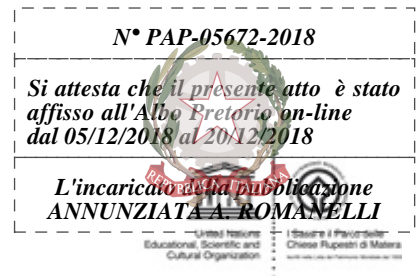 N° PAP-05672-2018
Si attesta che il presente atto è stato
affisso all'Albo Pretorio on-line
dal 05/12/2018 al 20/12/2018
L'incaricato della pubblicazione
ANNUNZIATA A. ROMANELLI
REPVBBLICA ITALIANA
United Nations
Educational, Scientific and
Cultural Organization
I Sassi e il Parco delle
Chiese Rupestri di Matera